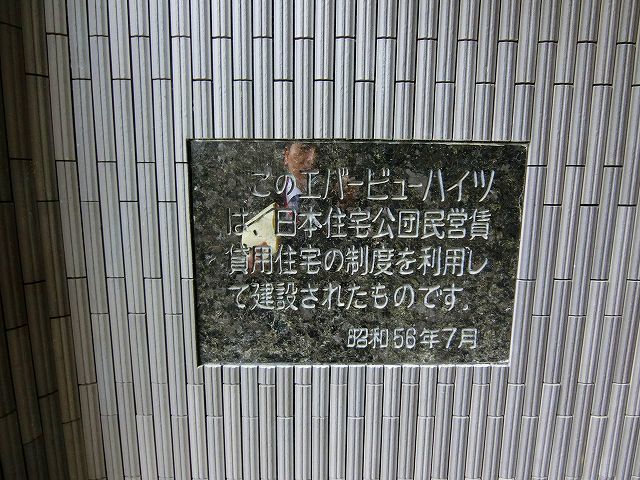 このエバービューハイツ
は、日本住宅公団民営賃
貸用住宅の制度を利用し
て建設されたものです。
昭和56年7月